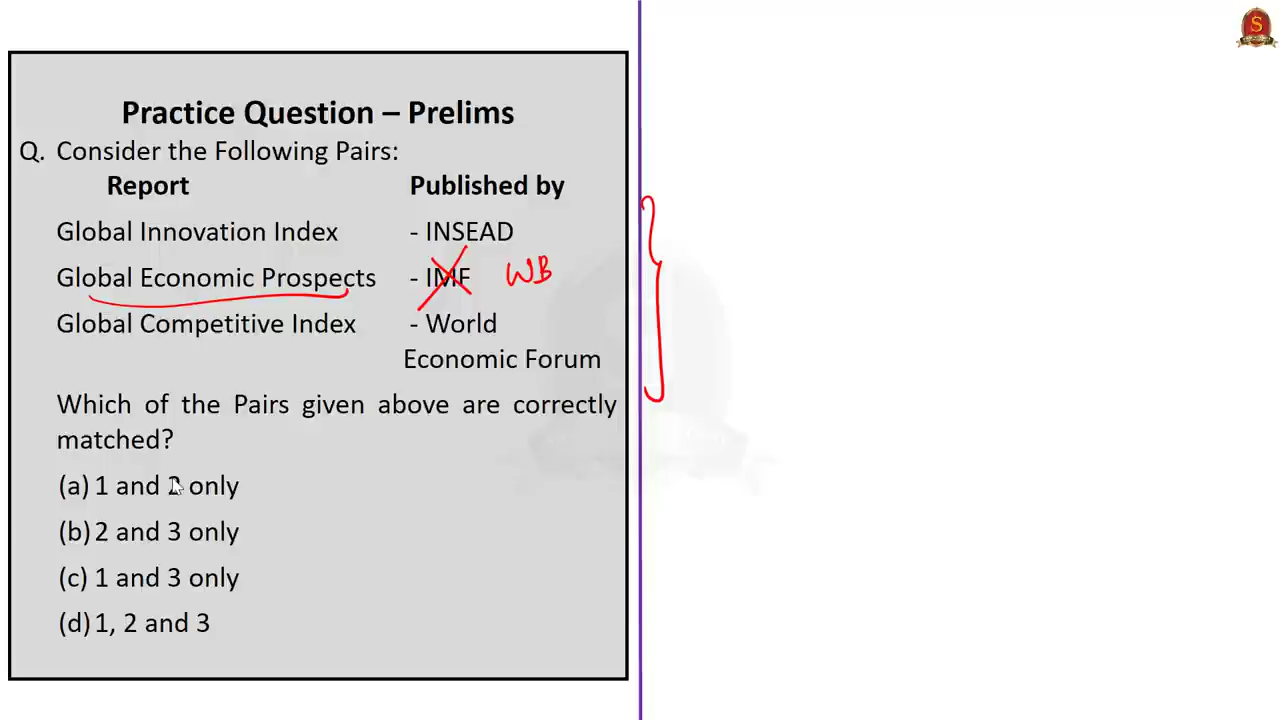 S
Practice Question – Prelims
Q. Consider the Following Pairs:
Report Published by
Global Innovation Index - INSEAD
Global Economic Prospects - IMF WB
Global Competitive Index - World
Economic Forum
Which of the Pairs given above are correctly
matched?
(a) 1 and 2 only
(b) 2 and 3 only
(c) 1 and 3 only
(d) 1, 2 and 3